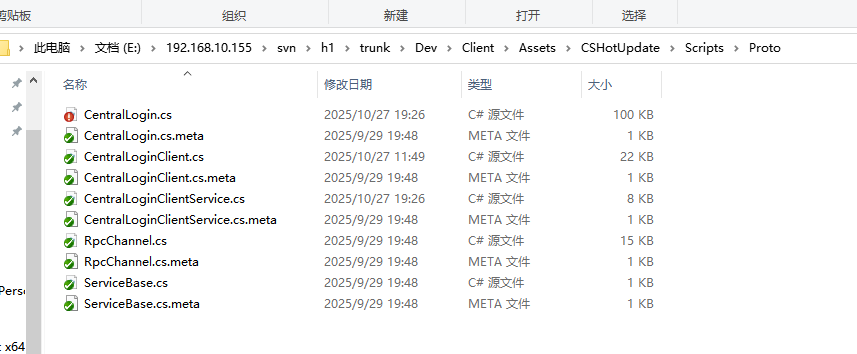 剪贴板 组织 新建 打开 选择
此电脑 文档 (E:) 192.168.10.155 svn h1 trunk Dev Client Assets CSHotUpdate Scripts Proto
名称 修改日期 类型 大小
CentralLogin.cs 2025/10/27 19:26 C# 源文件 100 KB
CentralLogin.cs.meta 2025/9/29 19:48 META 文件 1 KB
CentralLoginClient.cs 2025/10/27 11:49 C# 源文件 22 KB
CentralLoginClient.cs.meta 2025/9/29 19:48 META 文件 1 KB
CentralLoginClientService.cs 2025/10/27 19:26 C# 源文件 8 KB
CentralLoginClientService.cs.meta 2025/9/29 19:48 META 文件 1 KB
RpcChannel.cs 2025/9/29 19:48 C# 源文件 15 KB
RpcChannel.cs.meta 2025/9/29 19:48 META 文件 1 KB
ServiceBase.cs 2025/9/29 19:48 C# 源文件 1 KB
Perso
ServiceBase.cs.meta 2025/9/29 19:48 META 文件 1 KB
x64